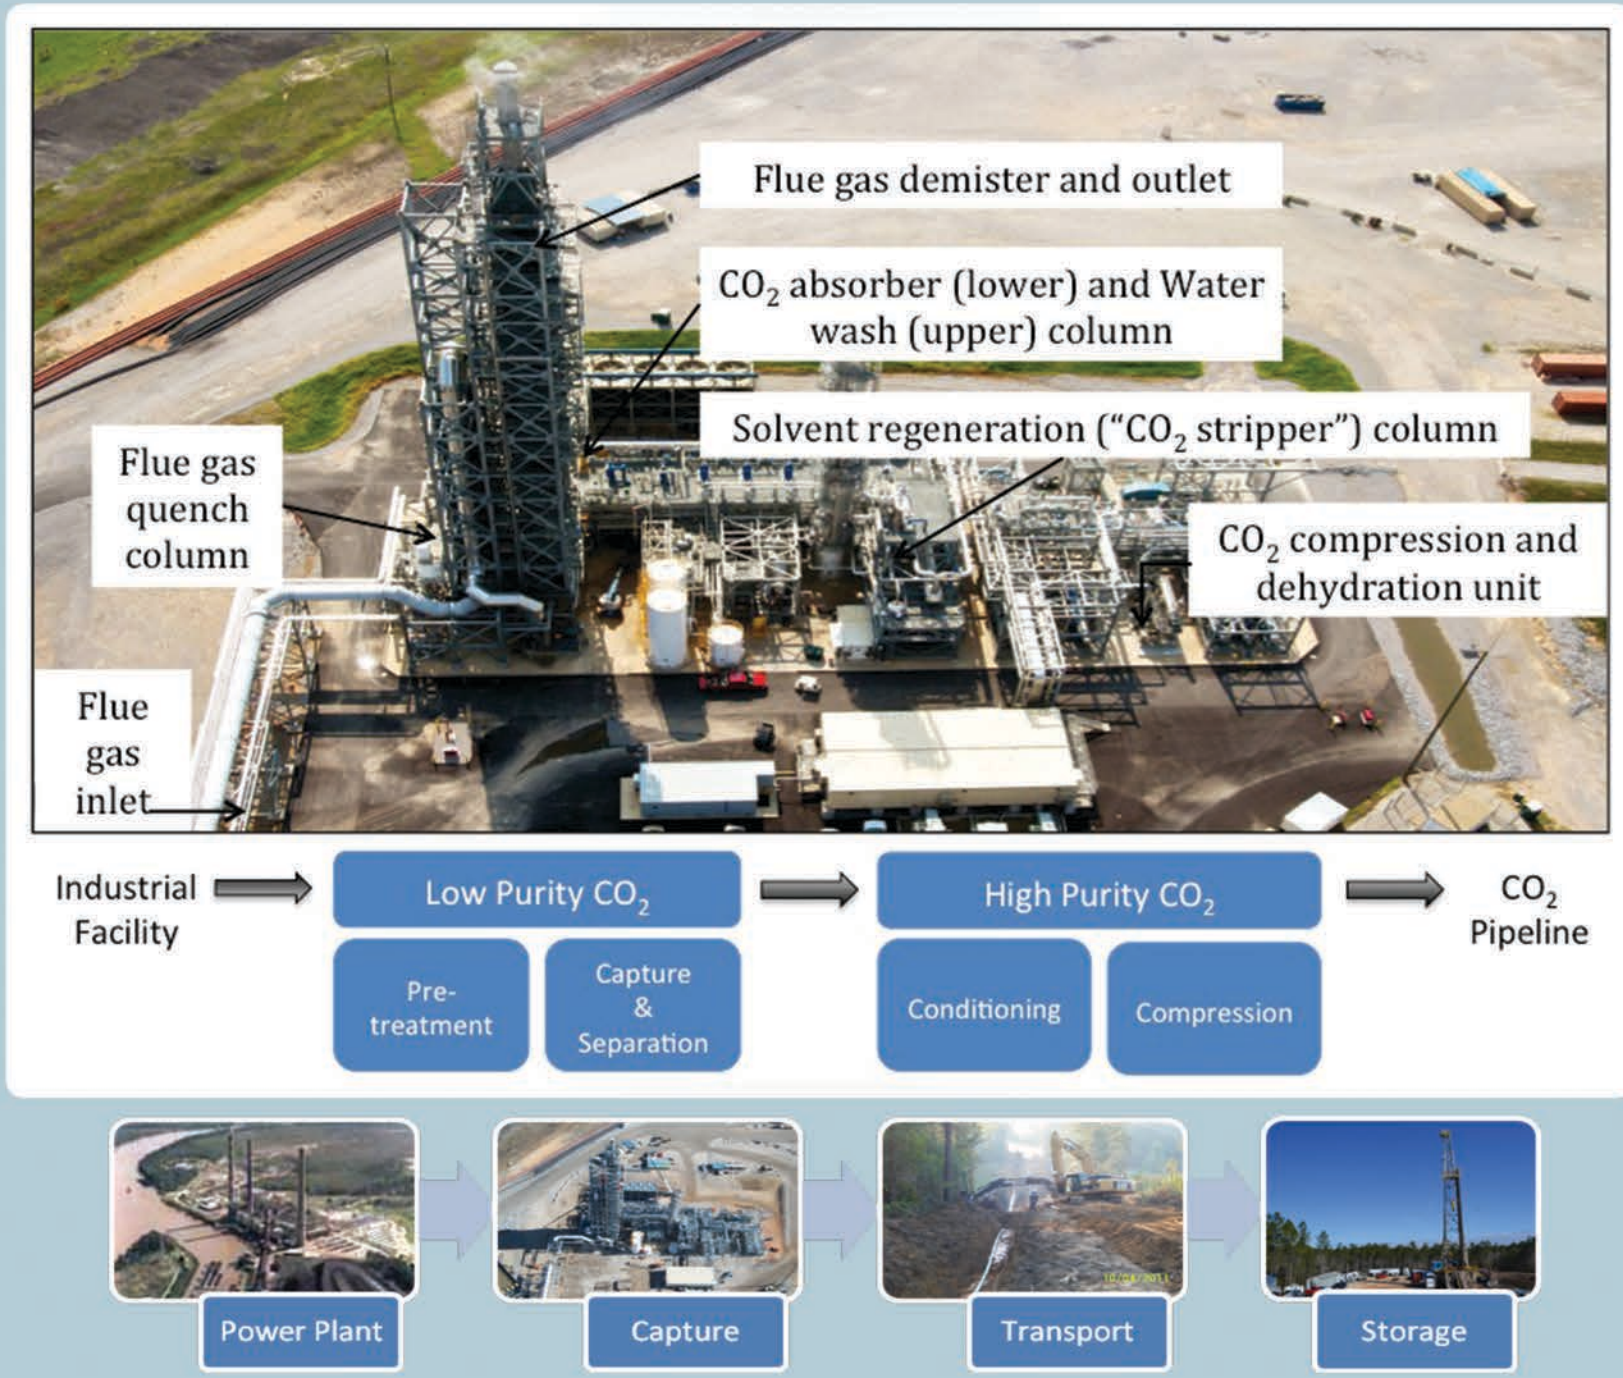 Flue gas demister and outlet
CO₂ absorber (lower) and Water
wash (upper) column
Solvent regeneration (“CO₂ stripper”) column
Flue gas
quench
column
CO₂ compression and
dehydration unit
Flue
gas
inlet
Industrial
Facility
Low Purity CO₂
High Purity CO₂
CO₂
Pipeline
Pre-
treatment
Capture
&
Separation
Conditioning
Compression
Power Plant
Capture
Transport
Storage